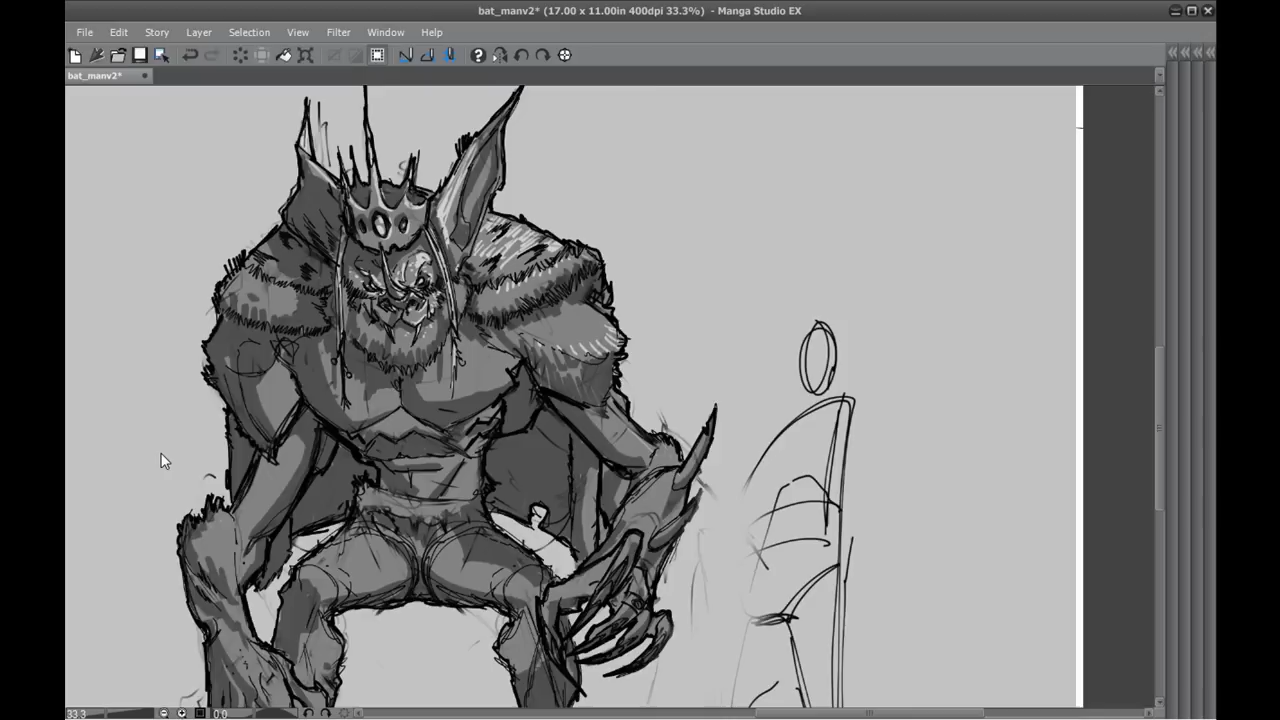 bat_manv2* (17.00 x 11.00in 400dpi 33.3%) - Manga Studio EX
File Edit Story Layer Selection View Filter Window Help
bat_manv2*
33.3 0.0